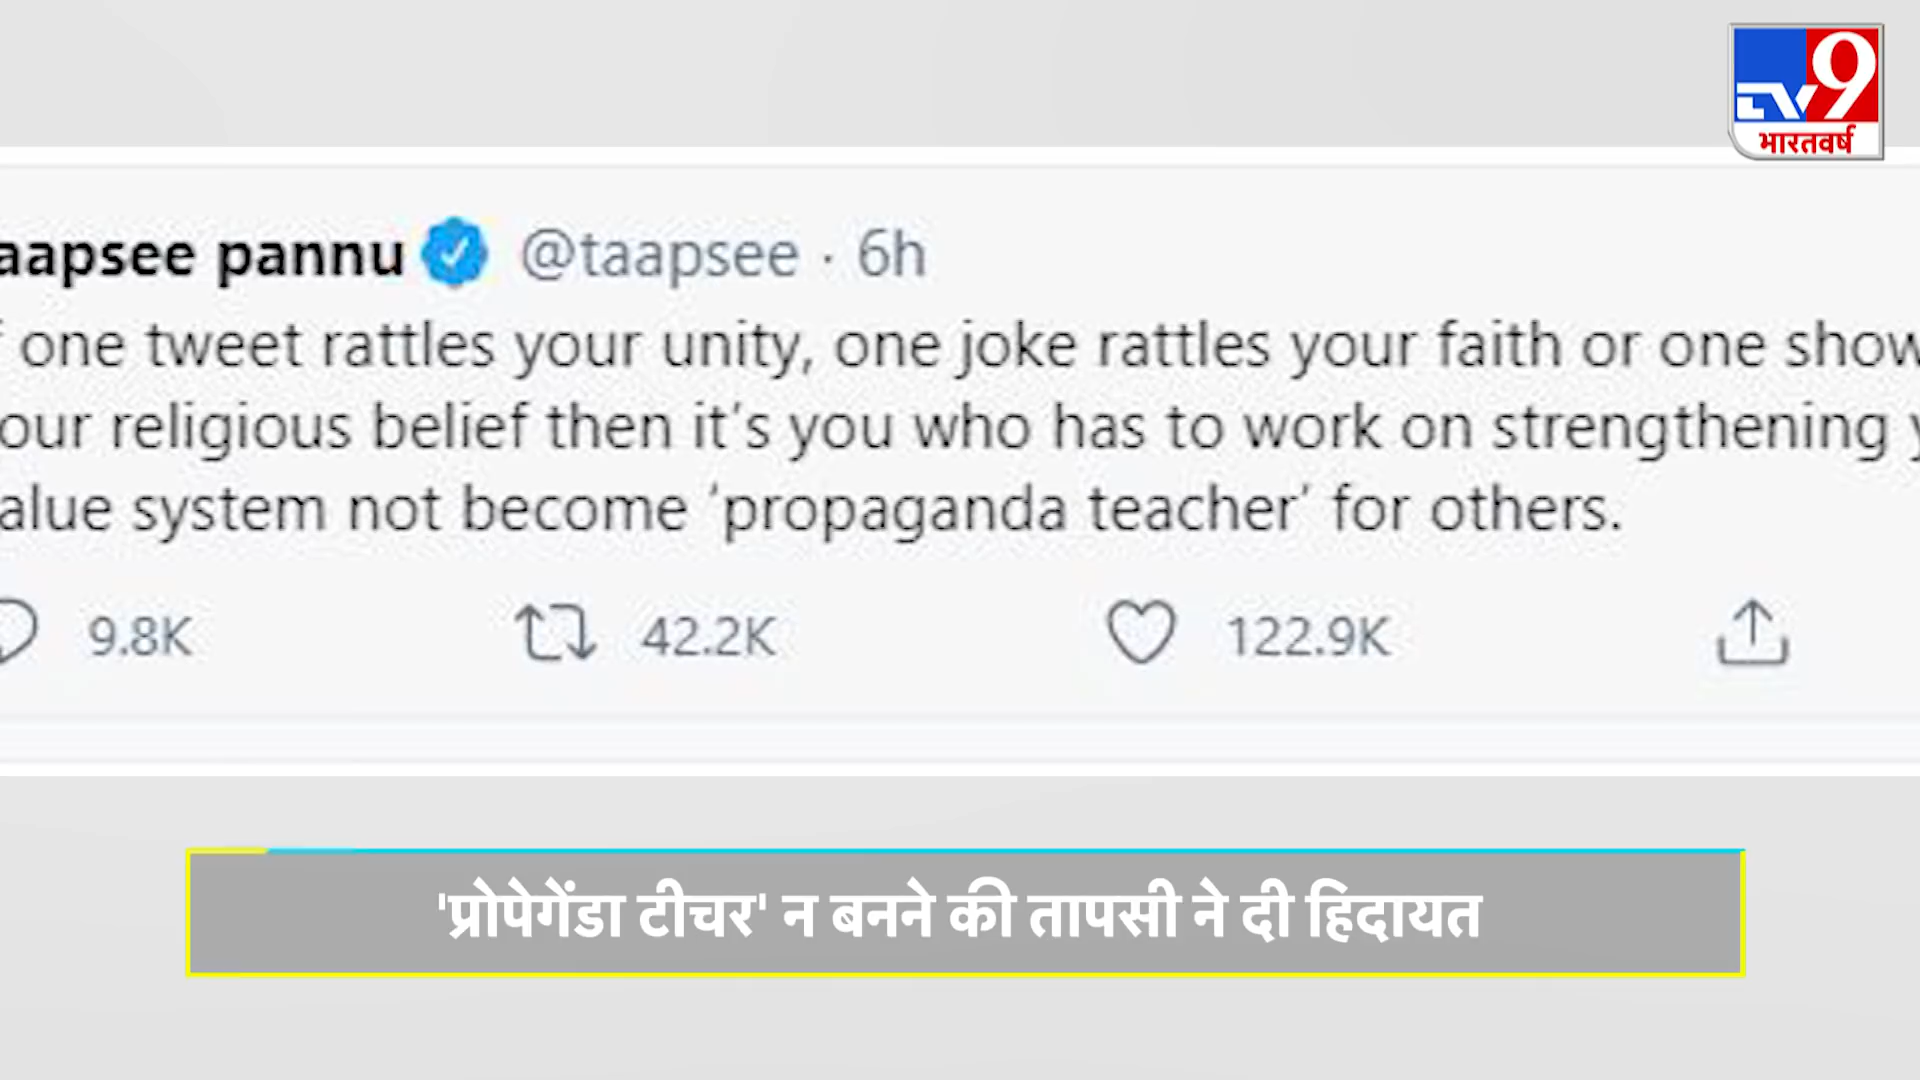 TV9
भारतवर्ष
aapsee pannu @taapsee · 6h
one tweet rattles your unity, one joke rattles your faith or one show
our religious belief then it's you who has to work on strengthening
alue system not become ‘propaganda teacher’ for others.
9.8K 42.2K 122.9K
'प्रोपेगेंडा टीचर' न बनने की तापसी ने दी हिदायत